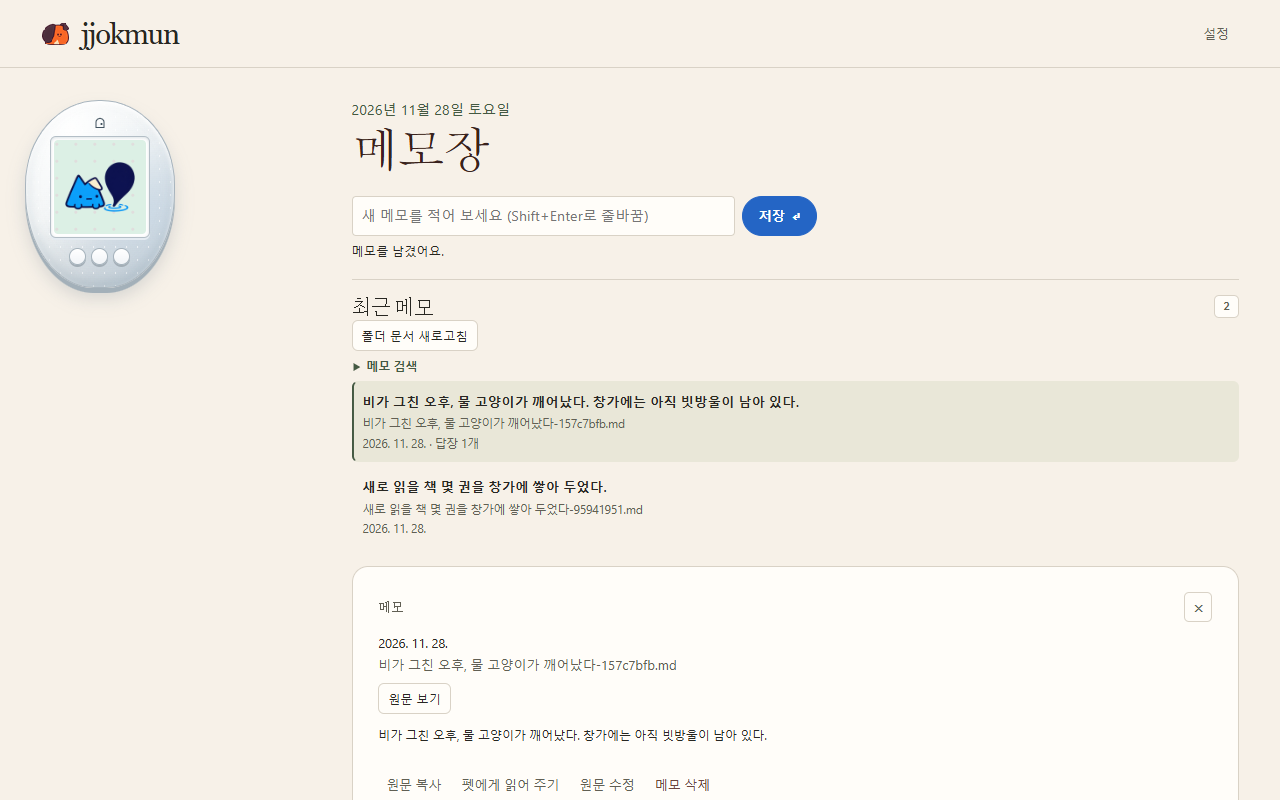 jjokmun
설정
2026년 11월 28일 토요일
메모장
새 메모를 적어 보세요 (Shift+Enter로 줄바꿈)
저장 ⏎
메모를 남겼어요.
최근 메모
2
폴더 문서 새로고침
▶ 메모 검색
비가 그친 오후, 물 고양이가 깨어났다. 창가에는 아직 빗방울이 남아 있다.
비가 그친 오후, 물 고양이가 깨어났다-157c7bfb.md
2026. 11. 28. · 답장 1개
새로 읽을 책 몇 권을 창가에 쌓아 두었다.
새로 읽을 책 몇 권을 창가에 쌓아 두었다-95941951.md
2026. 11. 28.
메모
×
2026. 11. 28.
비가 그친 오후, 물 고양이가 깨어났다-157c7bfb.md
원문 보기
비가 그친 오후, 물 고양이가 깨어났다. 창가에는 아직 빗방울이 남아 있다.
원문 복사 펫에게 읽어 주기 원문 수정 메모 삭제